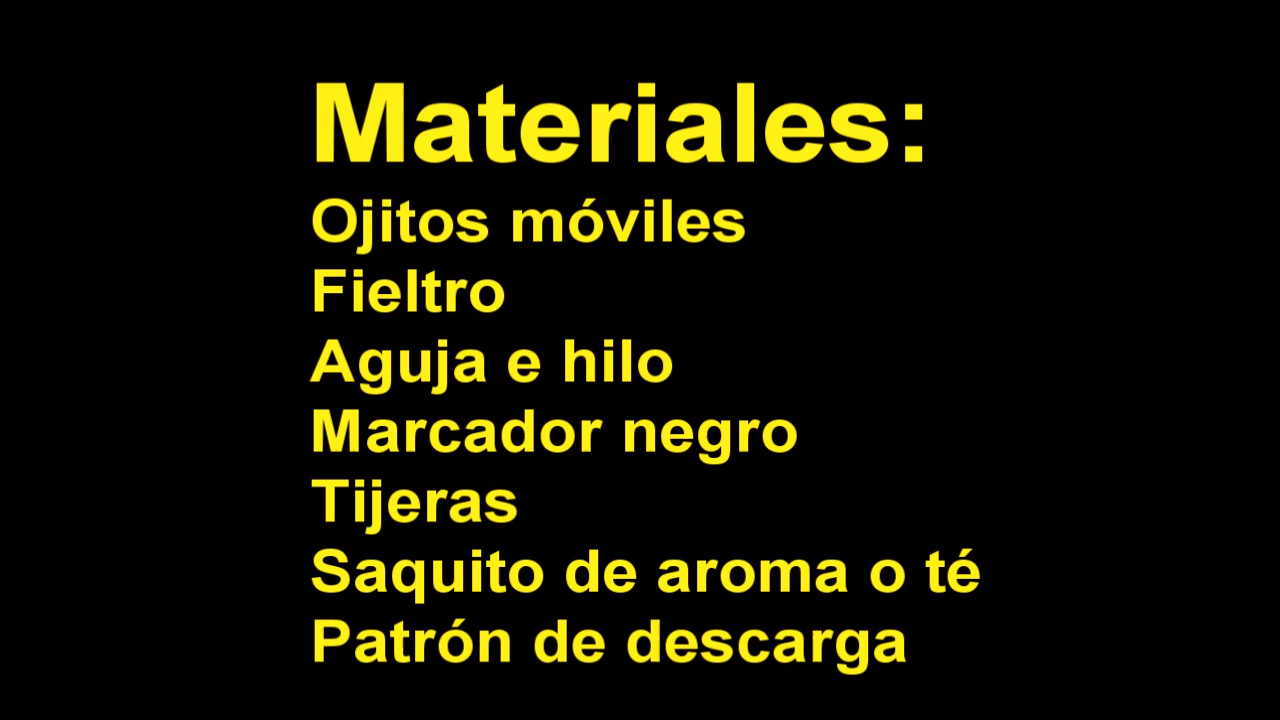 Materiales:
Ojitos móviles
Fieltro
Aguja e hilo
Marcador negro
Tijeras
Saquito de aroma o té
Patrón de descarga